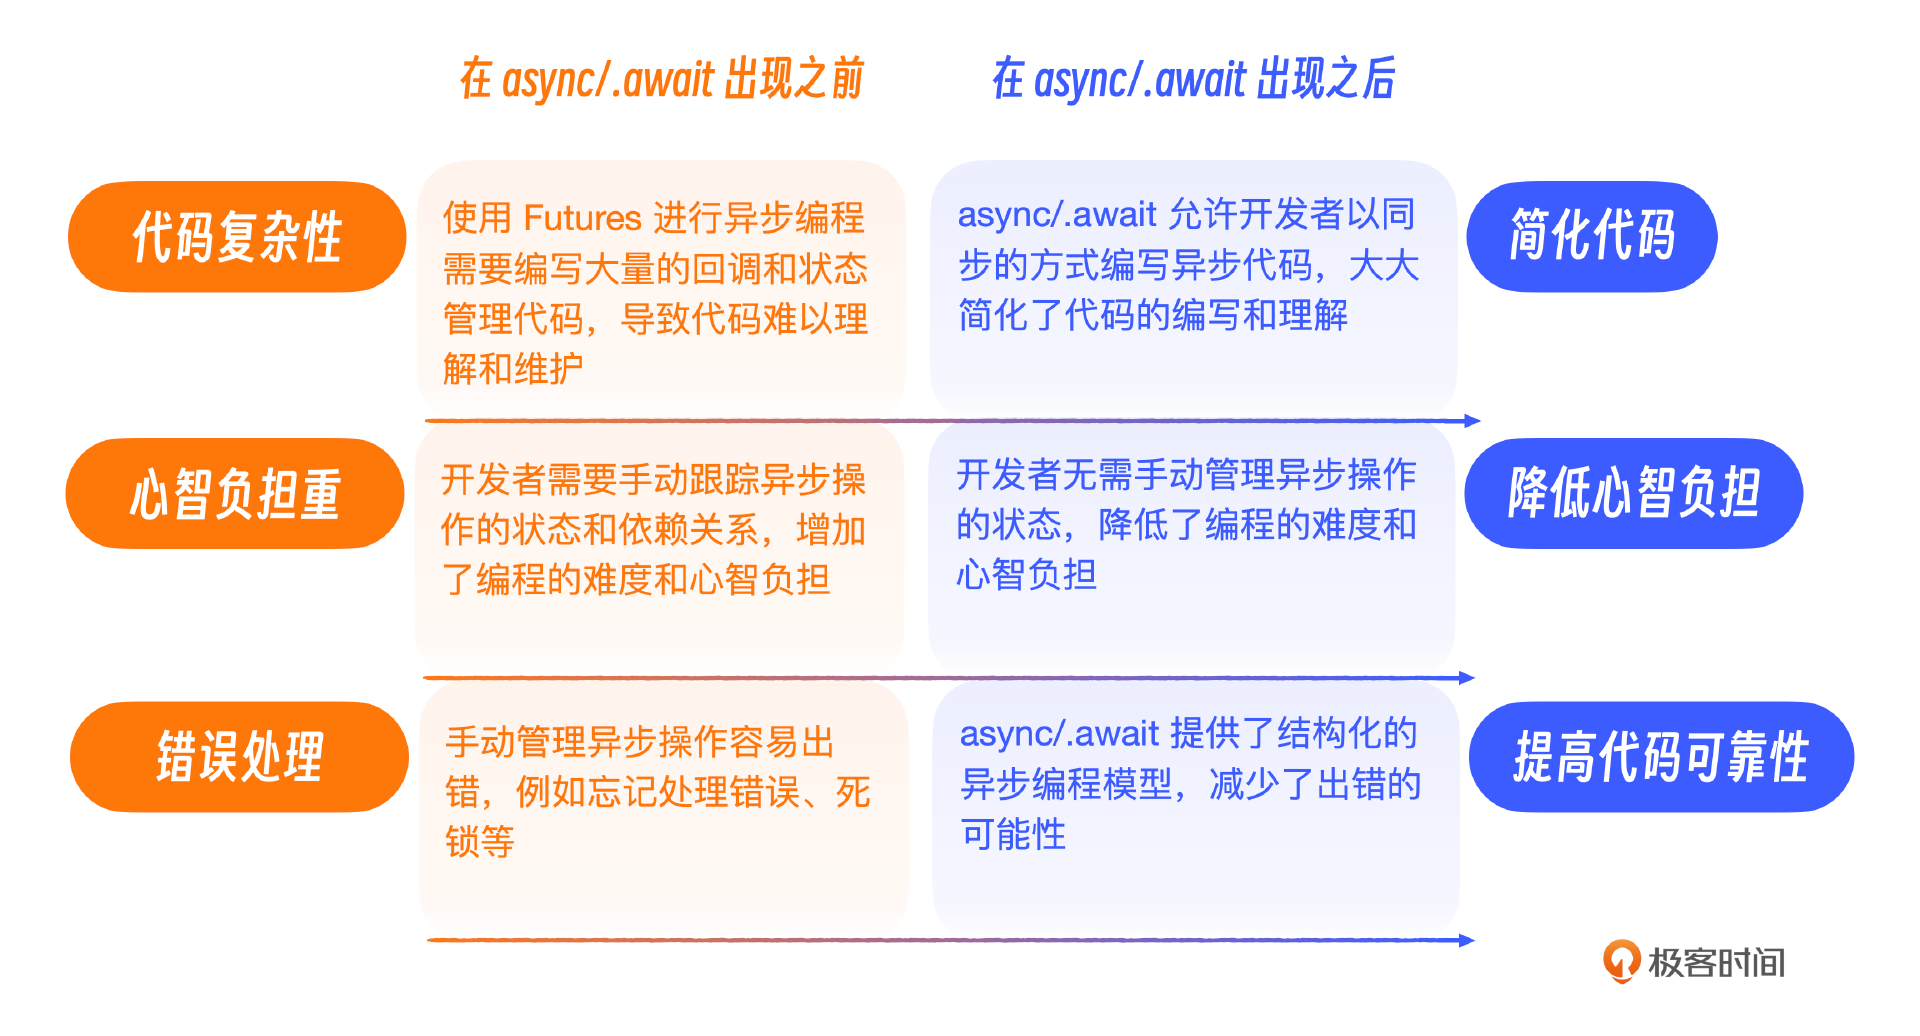 在 async/.await 出现之前
在 async/.await 出现之后
代码复杂性
使用 Futures 进行异步编程
需要编写大量的回调和状态
管理代码，导致代码难以理
解和维护
async/.await 允许开发者以同
步的方式编写异步代码，大大
简化了代码的编写和理解
简化代码
心智负担重
开发者需要手动跟踪异步操
作的状态和依赖关系，增加
了编程的难度和心智负担
开发者无需手动管理异步操作
的状态，降低了编程的难度和
心智负担
降低心智负担
错误处理
手动管理异步操作容易出
错，例如忘记处理错误、死
锁等
async/.await 提供了结构化的
异步编程模型，减少了出错的
可能性
提高代码可靠性
极客时间